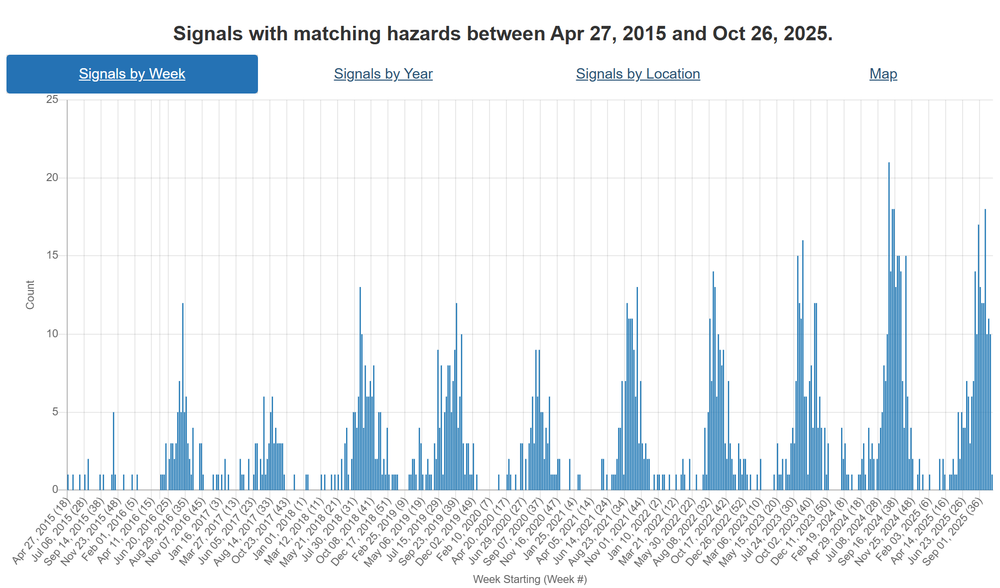 Signals with matching hazards between Apr 27, 2015 and Oct 26, 2025.
Signals by Week
Signals by Year
Signals by Location
Map
25
20
15
10
5
0
Count
Apr 27, 2015 (18)
Jul 06, 2015 (28)
Sep 14, 2015 (38)
Nov 23, 2015 (48)
Feb 01, 2016 (5)
Apr 11, 2016 (15)
Jun 20, 2016 (25)
Aug 29, 2016 (35)
Nov 07, 2016 (45)
Jan 16, 2017 (3)
Mar 27, 2017 (13)
Jun 05, 2017 (23)
Aug 14, 2017 (33)
Oct 23, 2017 (43)
Jan 01, 2018 (1)
Mar 12, 2018 (11)
May 21, 2018 (21)
Jul 30, 2018 (31)
Oct 08, 2018 (41)
Dec 17, 2018 (51)
Feb 25, 2019 (9)
May 06, 2019 (19)
Jul 15, 2019 (29)
Sep 23, 2019 (39)
Dec 02, 2019 (49)
Feb 10, 2020 (7)
Apr 20, 2020 (17)
Jun 29, 2020 (27)
Sep 07, 2020 (37)
Nov 16, 2020 (47)
Jan 25, 2021 (4)
Apr 05, 2021 (14)
Jun 14, 2021 (24)
Aug 23, 2021 (34)
Nov 01, 2021 (44)
Jan 10, 2022 (2)
Mar 21, 2022 (12)
May 30, 2022 (22)
Aug 08, 2022 (32)
Oct 17, 2022 (42)
Dec 26, 2022 (52)
Mar 06, 2023 (10)
May 15, 2023 (20)
Jul 24, 2023 (30)
Oct 02, 2023 (40)
Dec 11, 2023 (50)
Feb 19, 2024 (8)
Apr 29, 2024 (18)
Jul 08, 2024 (28)
Sep 16, 2024 (38)
Nov 25, 2024 (48)
Feb 03, 2025 (6)
Apr 14, 2025 (16)
Jun 23, 2025 (26)
Sep 01, 2025 (36)
Week Starting (Week #)